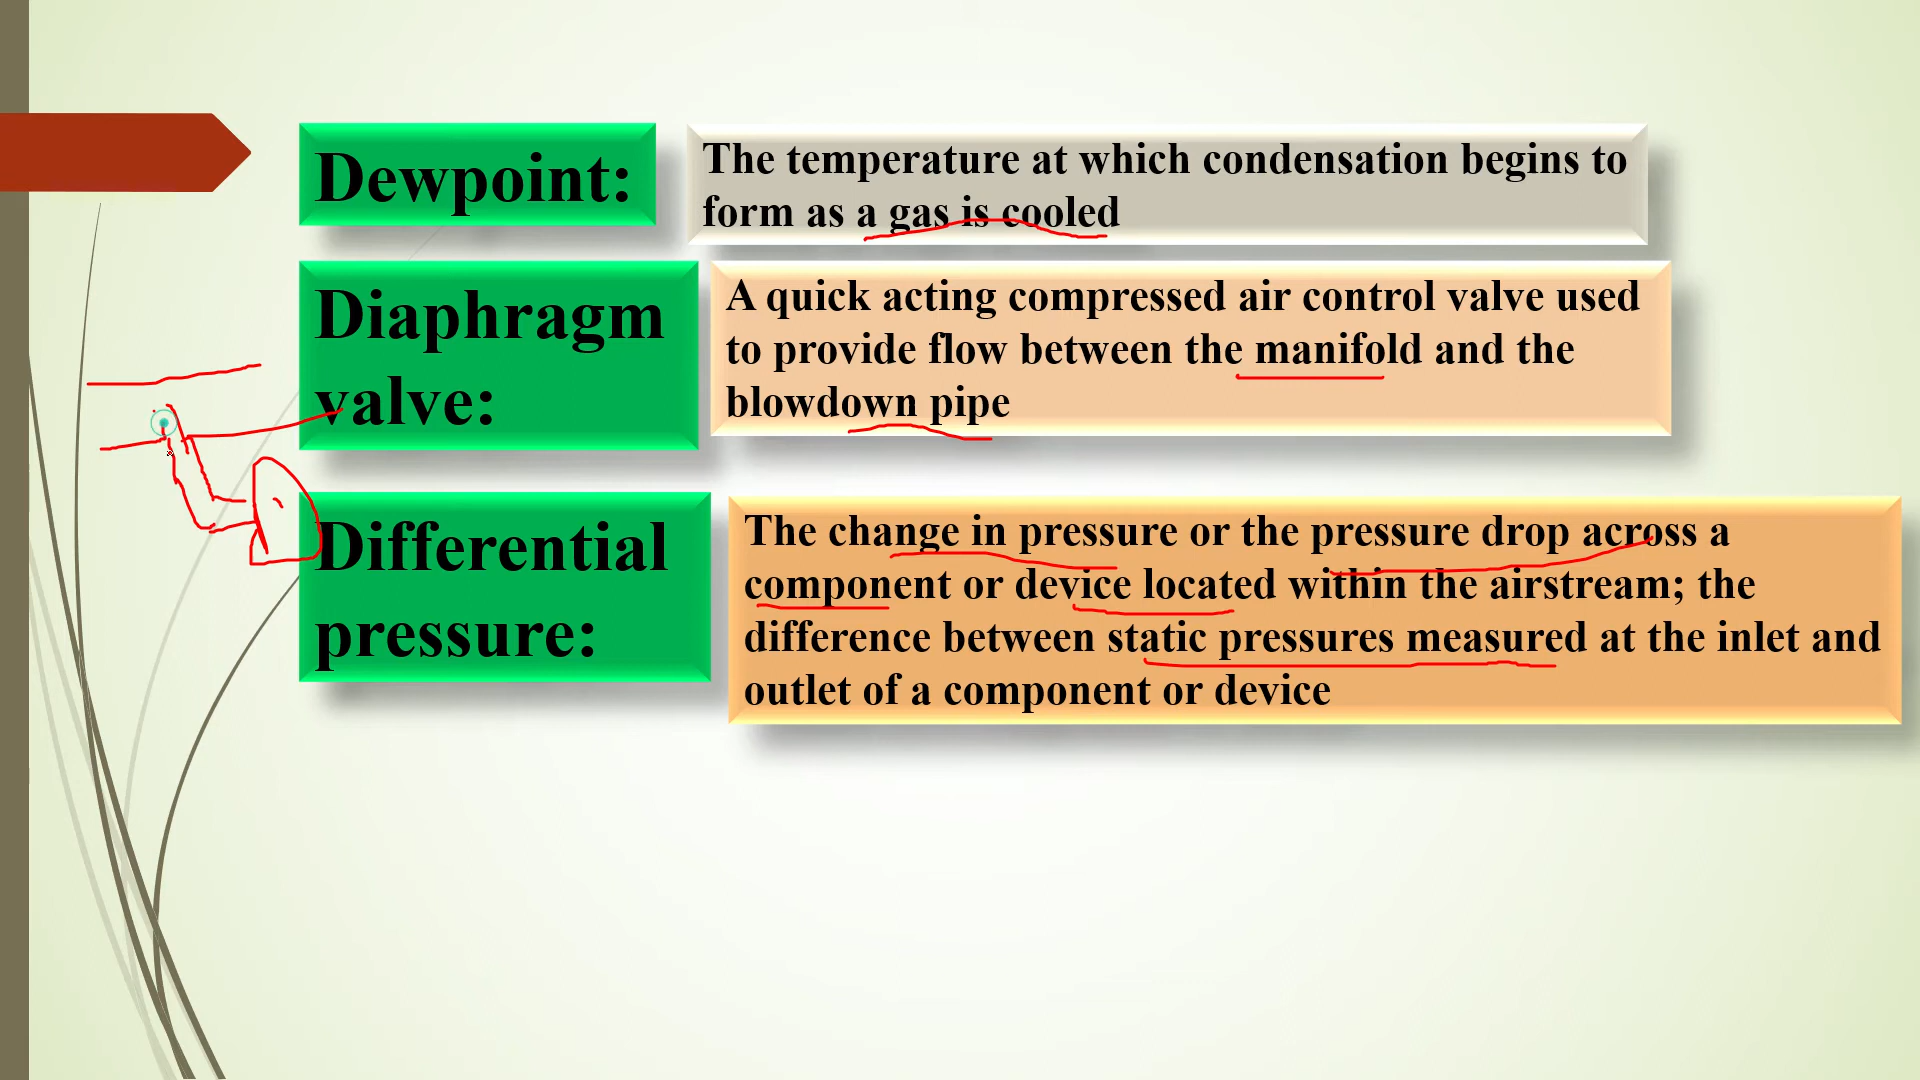 Dewpoint:
The temperature at which condensation begins to
form as a gas is cooled
Diaphragm
valve:
A quick acting compressed air control valve used
to provide flow between the manifold and the
blowdown pipe
Differential
pressure:
The change in pressure or the pressure drop across a
component or device located within the airstream; the
difference between static pressures measured at the inlet and
outlet of a component or device